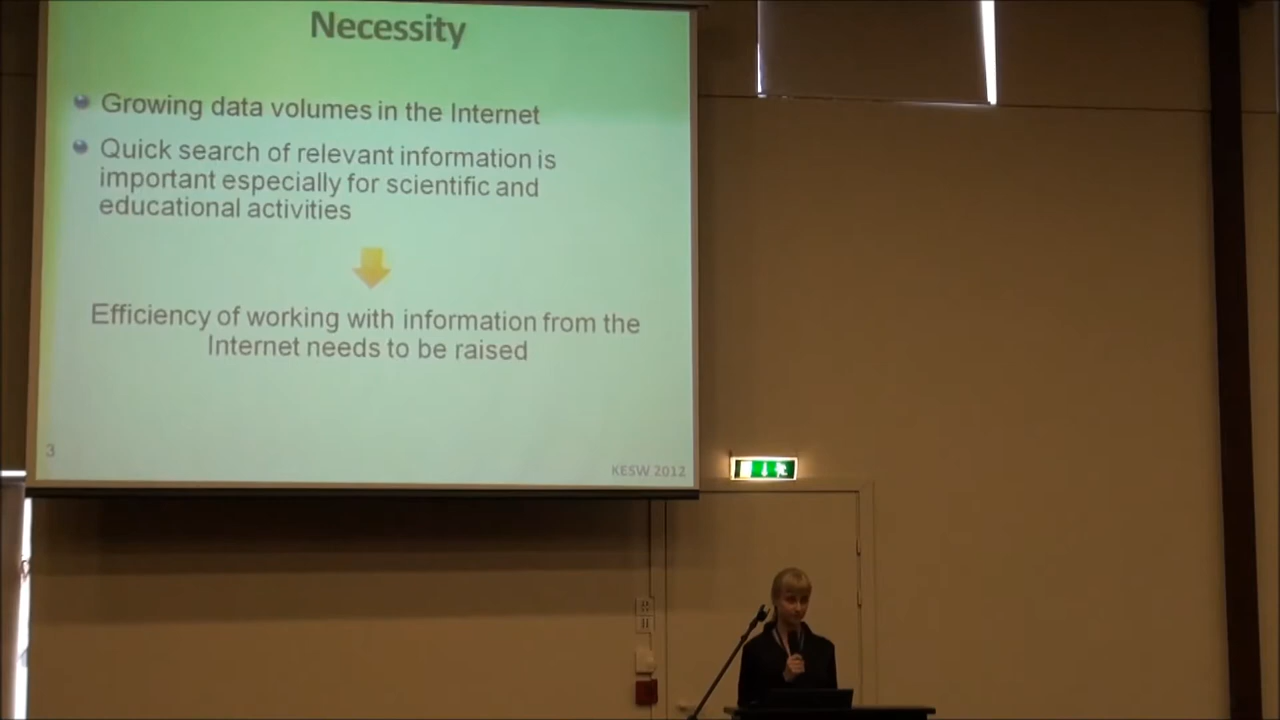 Necessity
Growing data volumes in the Internet
Quick search of relevant information is
important especially for scientific and
educational activities
Efficiency of working with information from the
Internet needs to be raised
3
KESW 2012